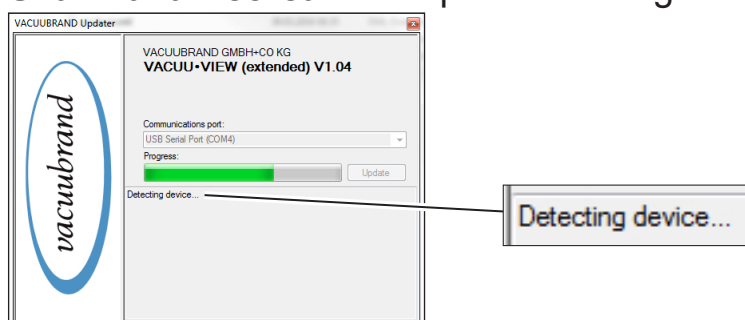 VACUUBRAND Updater
VACUUBRAND GMBH+CO KG
VACUU•VIEW (extended) V1.04
Communications port:
USB Serial Port (COM4)
Progress:
Update
Detecting device...
Detecting device...
vacuubrand